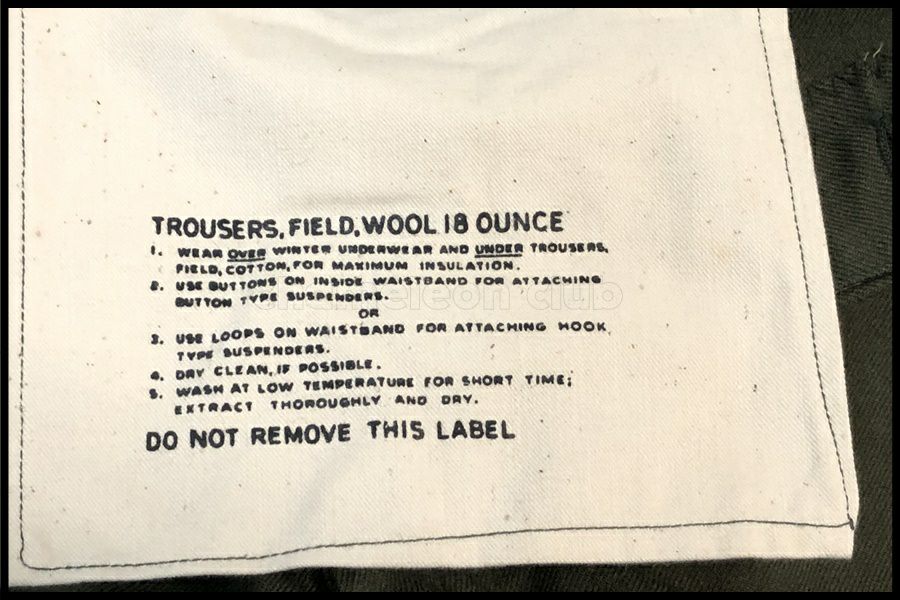 TROUSERS, FIELD, WOOL 18 OUNCE
1. WEAR OVER WINTER UNDERWEAR AND UNDER TROUSERS,
FIELD, COTTON, FOR MAXIMUM INSULATION.
2. USE BUTTONS ON INSIDE WAISTBAND FOR ATTACHING
BUTTON TYPE SUSPENDERS.
chameleon club
OR
3. USE LOOPS ON WAISTBAND FOR ATTACHING HOOK
TYPE SUSPENDERS.
4. DRY CLEAN, IF POSSIBLE.
5. WASH AT LOW TEMPERATURE FOR SHORT TIME;
EXTRACT THOROUGHLY AND DRY.
DO NOT REMOVE THIS LABEL